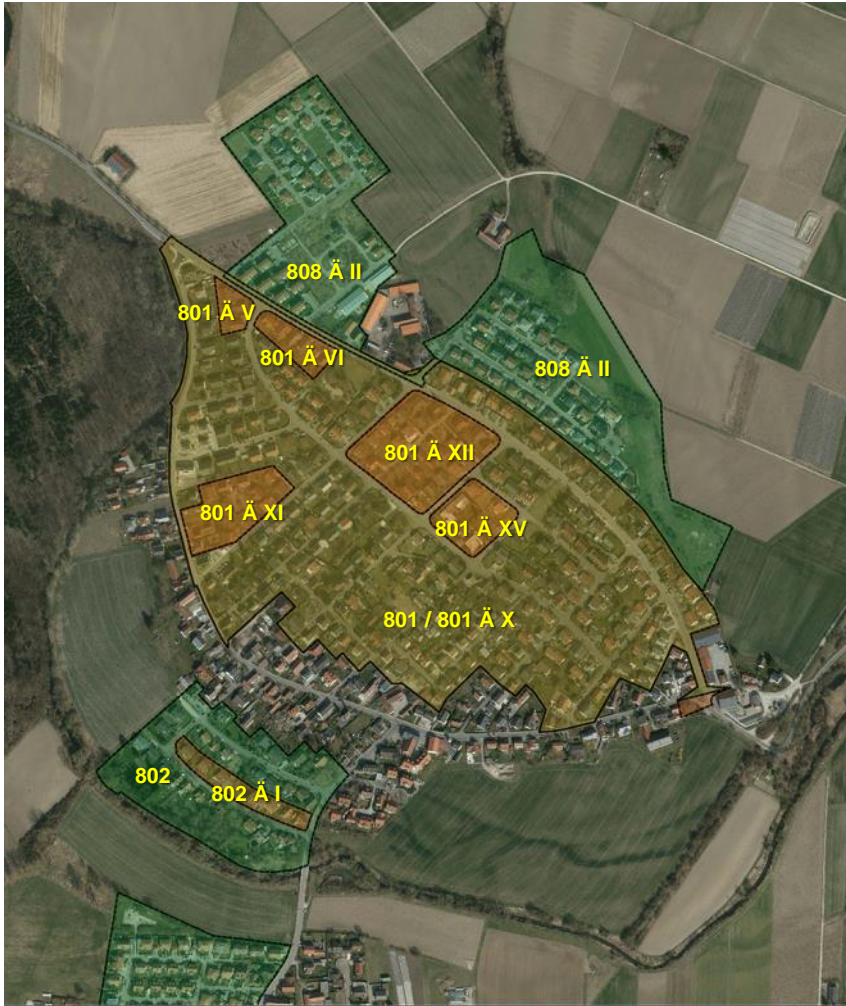 808 Ä II
801 Ä V
801 Ä VI
808 Ä II
801 Ä XII
801 Ä XI
801 Ä XV
801 / 801 Ä X
802
802 Ä I